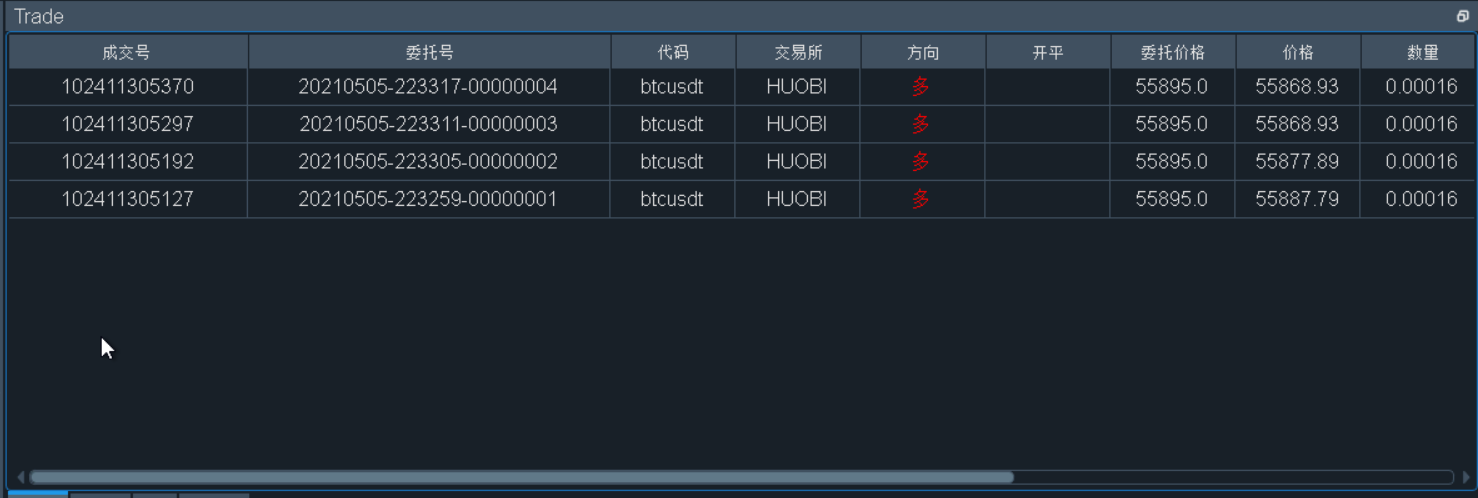 Trade
成交号 委托号 代码 交易所 方向 开平 委托价格 价格 数量
102411305370 20210505-223317-00000004 btcusdt HUOBI 多 55895.0 55868.93 0.00016
102411305297 20210505-223311-00000003 btcusdt HUOBI 多 55895.0 55868.93 0.00016
102411305192 20210505-223305-00000002 btcusdt HUOBI 多 55895.0 55877.89 0.00016
102411305127 20210505-223259-00000001 btcusdt HUOBI 多 55895.0 55887.79 0.00016